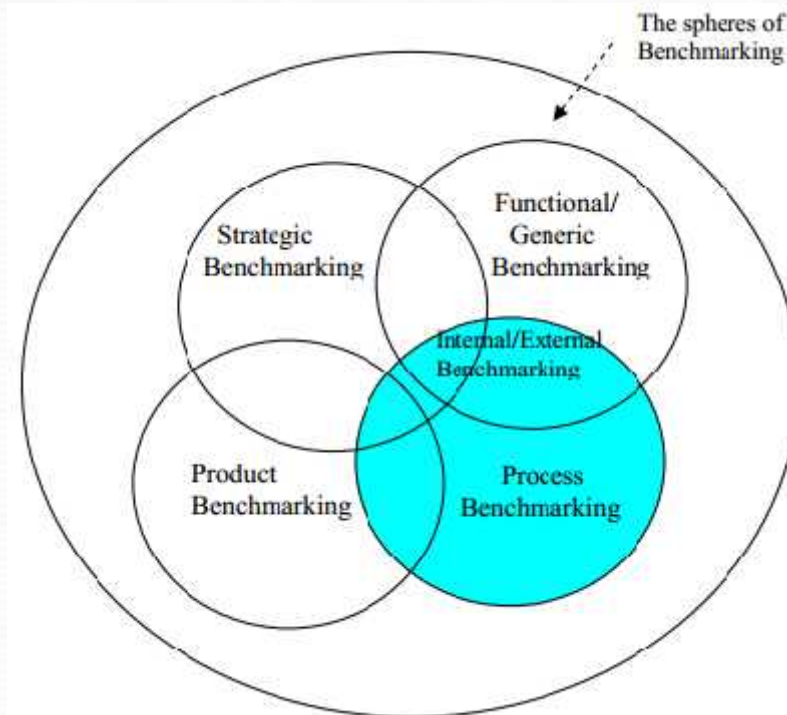 The spheres of
Benchmarking
Strategic
Benchmarking
Functional/
Generic
Benchmarking
Internal/External
Benchmarking
Product
Benchmarking
Process
Benchmarking